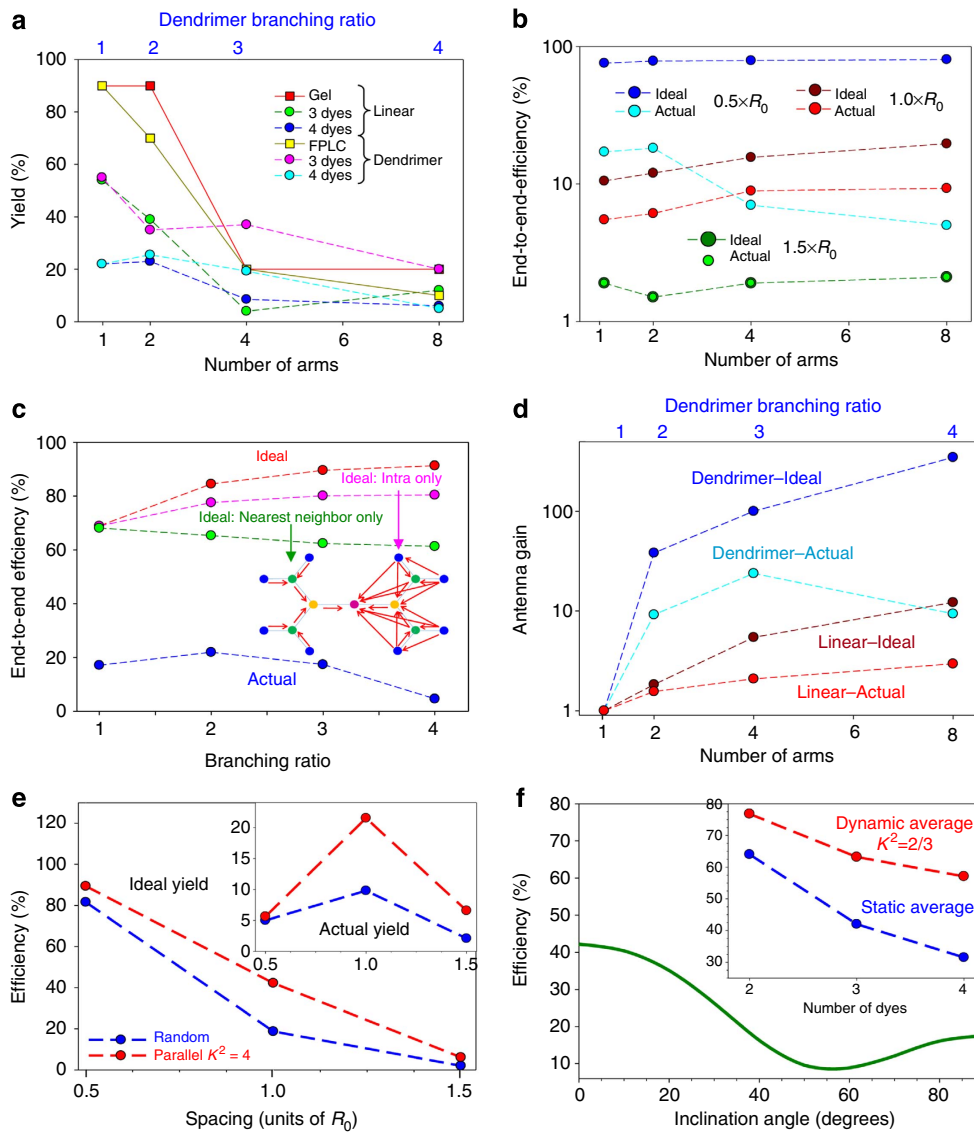 a
Dendrimer branching ratio
1 2 3 4
100
80
60
40
20
0
Yield (%)
Gel
3 dyes
4 dyes
Linear
FPLC
3 dyes
4 dyes
Dendrimer
1 2 4 6 8
Number of arms
b
100
10
1
End-to-end-efficiency (%)
Ideal
Actual
0.5×R0
Ideal
Actual
1.0×R0
Ideal
Actual
1.5×R0
1 2 4 6 8
Number of arms
c
100
80
60
40
20
0
End-to-end efficiency (%)
Ideal
Ideal: Intra only
Ideal: Nearest neighbor only
Actual
1 2 3 4
Branching ratio
d
Dendrimer branching ratio
1 2 3 4
100
10
1
Antenna gain
Dendrimer–Ideal
Dendrimer–Actual
Linear–Ideal
Linear–Actual
1 2 4 6 8
Number of arms
e
120
100
80
60
40
20
0
Efficiency (%)
Ideal yield
20
15
10
5
0
Actual yield
0.5 1.0 1.5
Random
Parallel K² = 4
0.5 1.0 1.5
Spacing (units of R0)
f
80
70
60
50
40
30
20
10
Efficiency (%)
80
70
60
50
40
30
Dynamic average
K²=2/3
Static average
2 3 4
Number of dyes
0 20 40 60 80
Inclination angle (degrees)